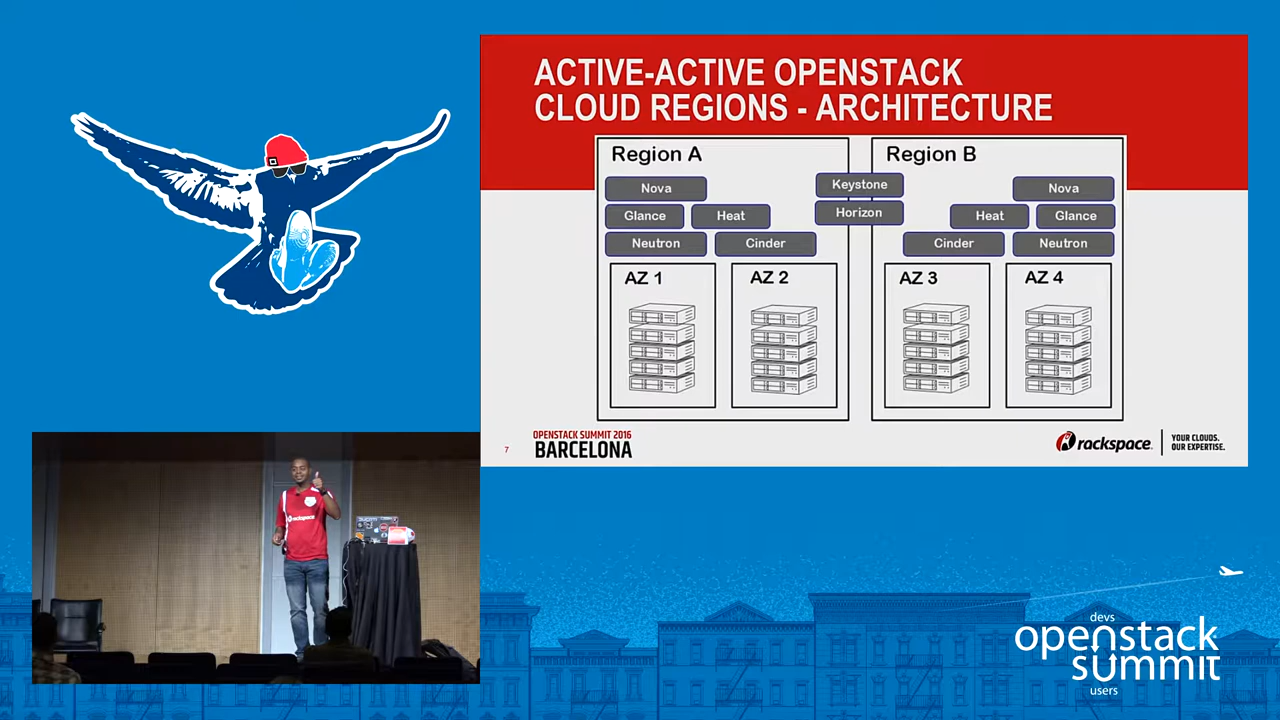 ACTIVE-ACTIVE OPENSTACK
CLOUD REGIONS - ARCHITECTURE
Region A
Nova
Glance
Heat
Neutron
Cinder
AZ 1
AZ 2
Keystone
Horizon
Region B
Nova
Heat
Glance
Cinder
Neutron
AZ 3
AZ 4
7
OPENSTACK SUMMIT 2016
BARCELONA
rackspace.
YOUR CLOUDS.
OUR EXPERTISE.
rackspace
devs
openstack
summit
users